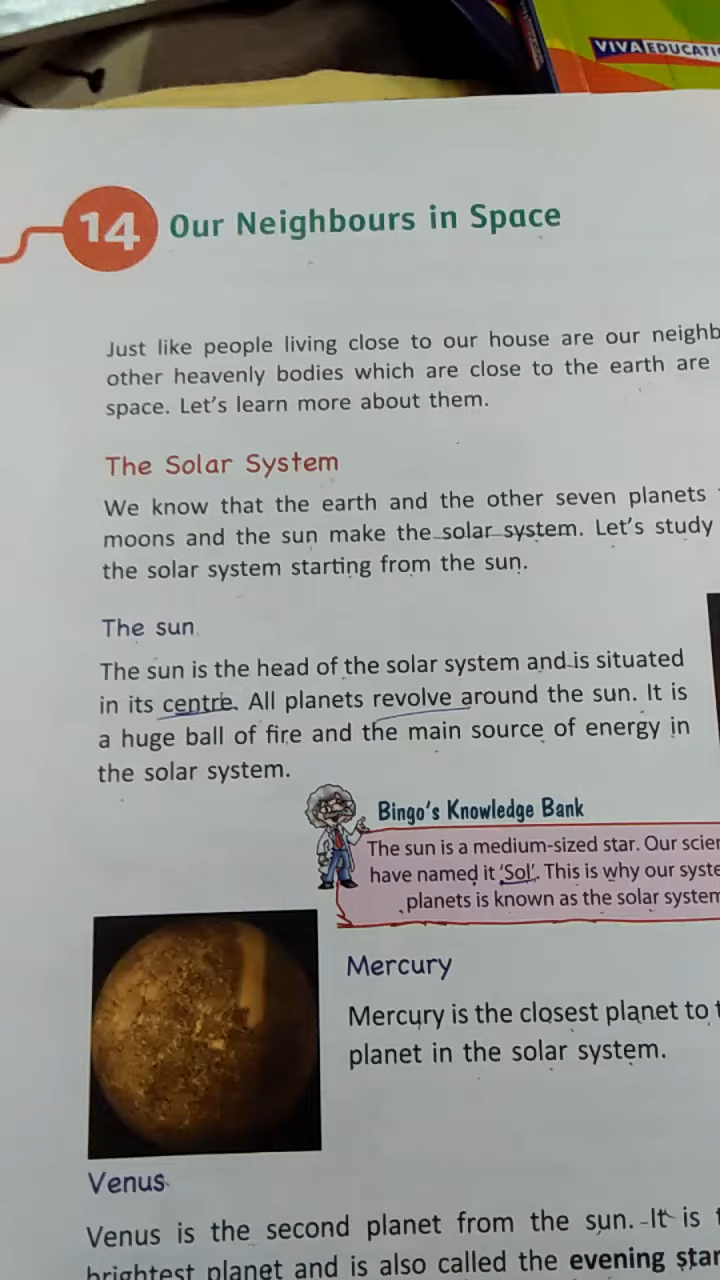 VIVA EDUCATI
14 Our Neighbours in Space
Just like people living close to our house are our neighb
other heavenly bodies which are close to the earth are
space. Let's learn more about them.
The Solar System
We know that the earth and the other seven planets
moons and the sun make the solar system. Let's study
the solar system starting from the sun.
The sun
The sun is the head of the solar system and is situated
in its centre. All planets revolve around the sun. It is
a huge ball of fire and the main source of energy in
the solar system.
Bingo's Knowledge Bank
The sun is a medium-sized star. Our scien
have named it 'Sol'. This is why our syste
planets is known as the solar system
Mercury
Mercury is the closest planet to
planet in the solar system.
Venus
Venus is the second planet from the sun. It is
brightest planet and is also called the evening star